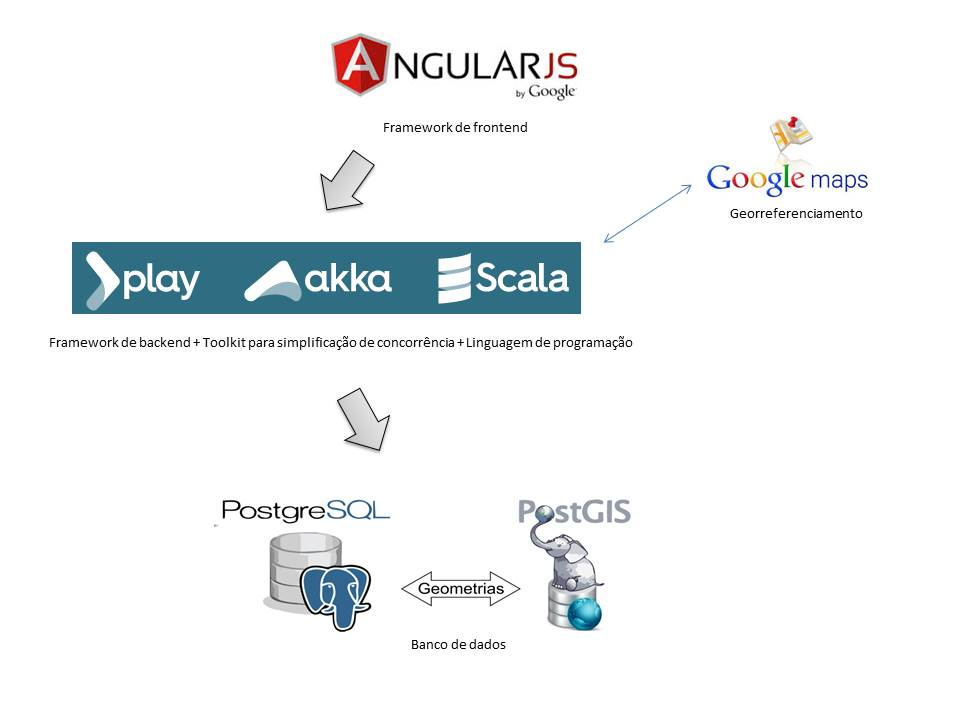 ANGULARJS
by Google
Framework de frontend
Google maps
Georreferenciamento
play akka Scala
Framework de backend + Toolkit para simplificação de concorrência + Linguagem de programação
PostgreSQL
PostGIS
Geometrias
Banco de dados